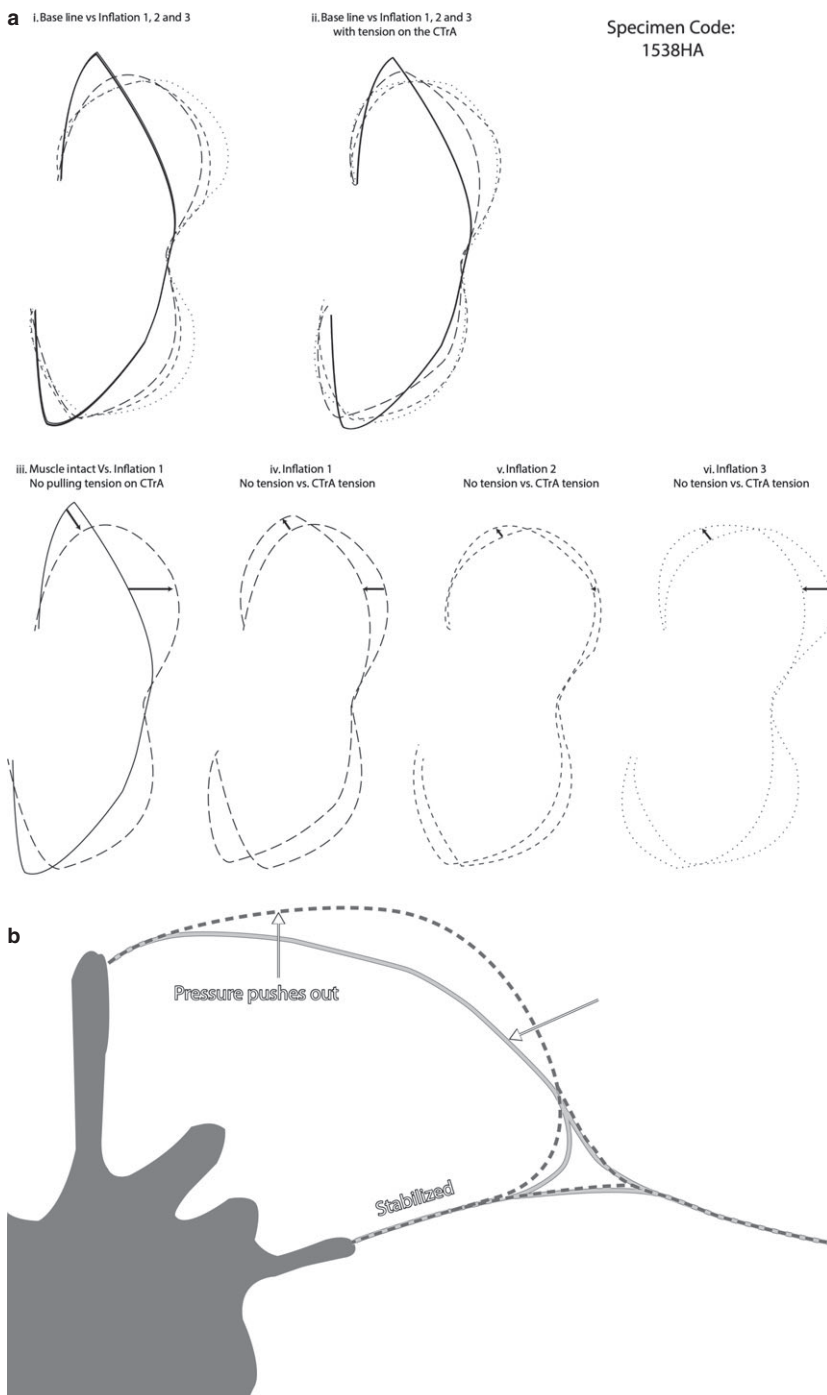 a
i. Base line vs Inflation 1, 2 and 3
ii. Base line vs Inflation 1, 2 and 3
with tension on the CTrA
Specimen Code:
1538HA
iii. Muscle intact Vs. Inflation 1
No pulling tension on CTrA
iv. Inflation 1
No tension vs. CTrA tension
v. Inflation 2
No tension vs. CTrA tension
vi. Inflation 3
No tension vs. CTrA tension
b
Pressure pushes out
Stabilized